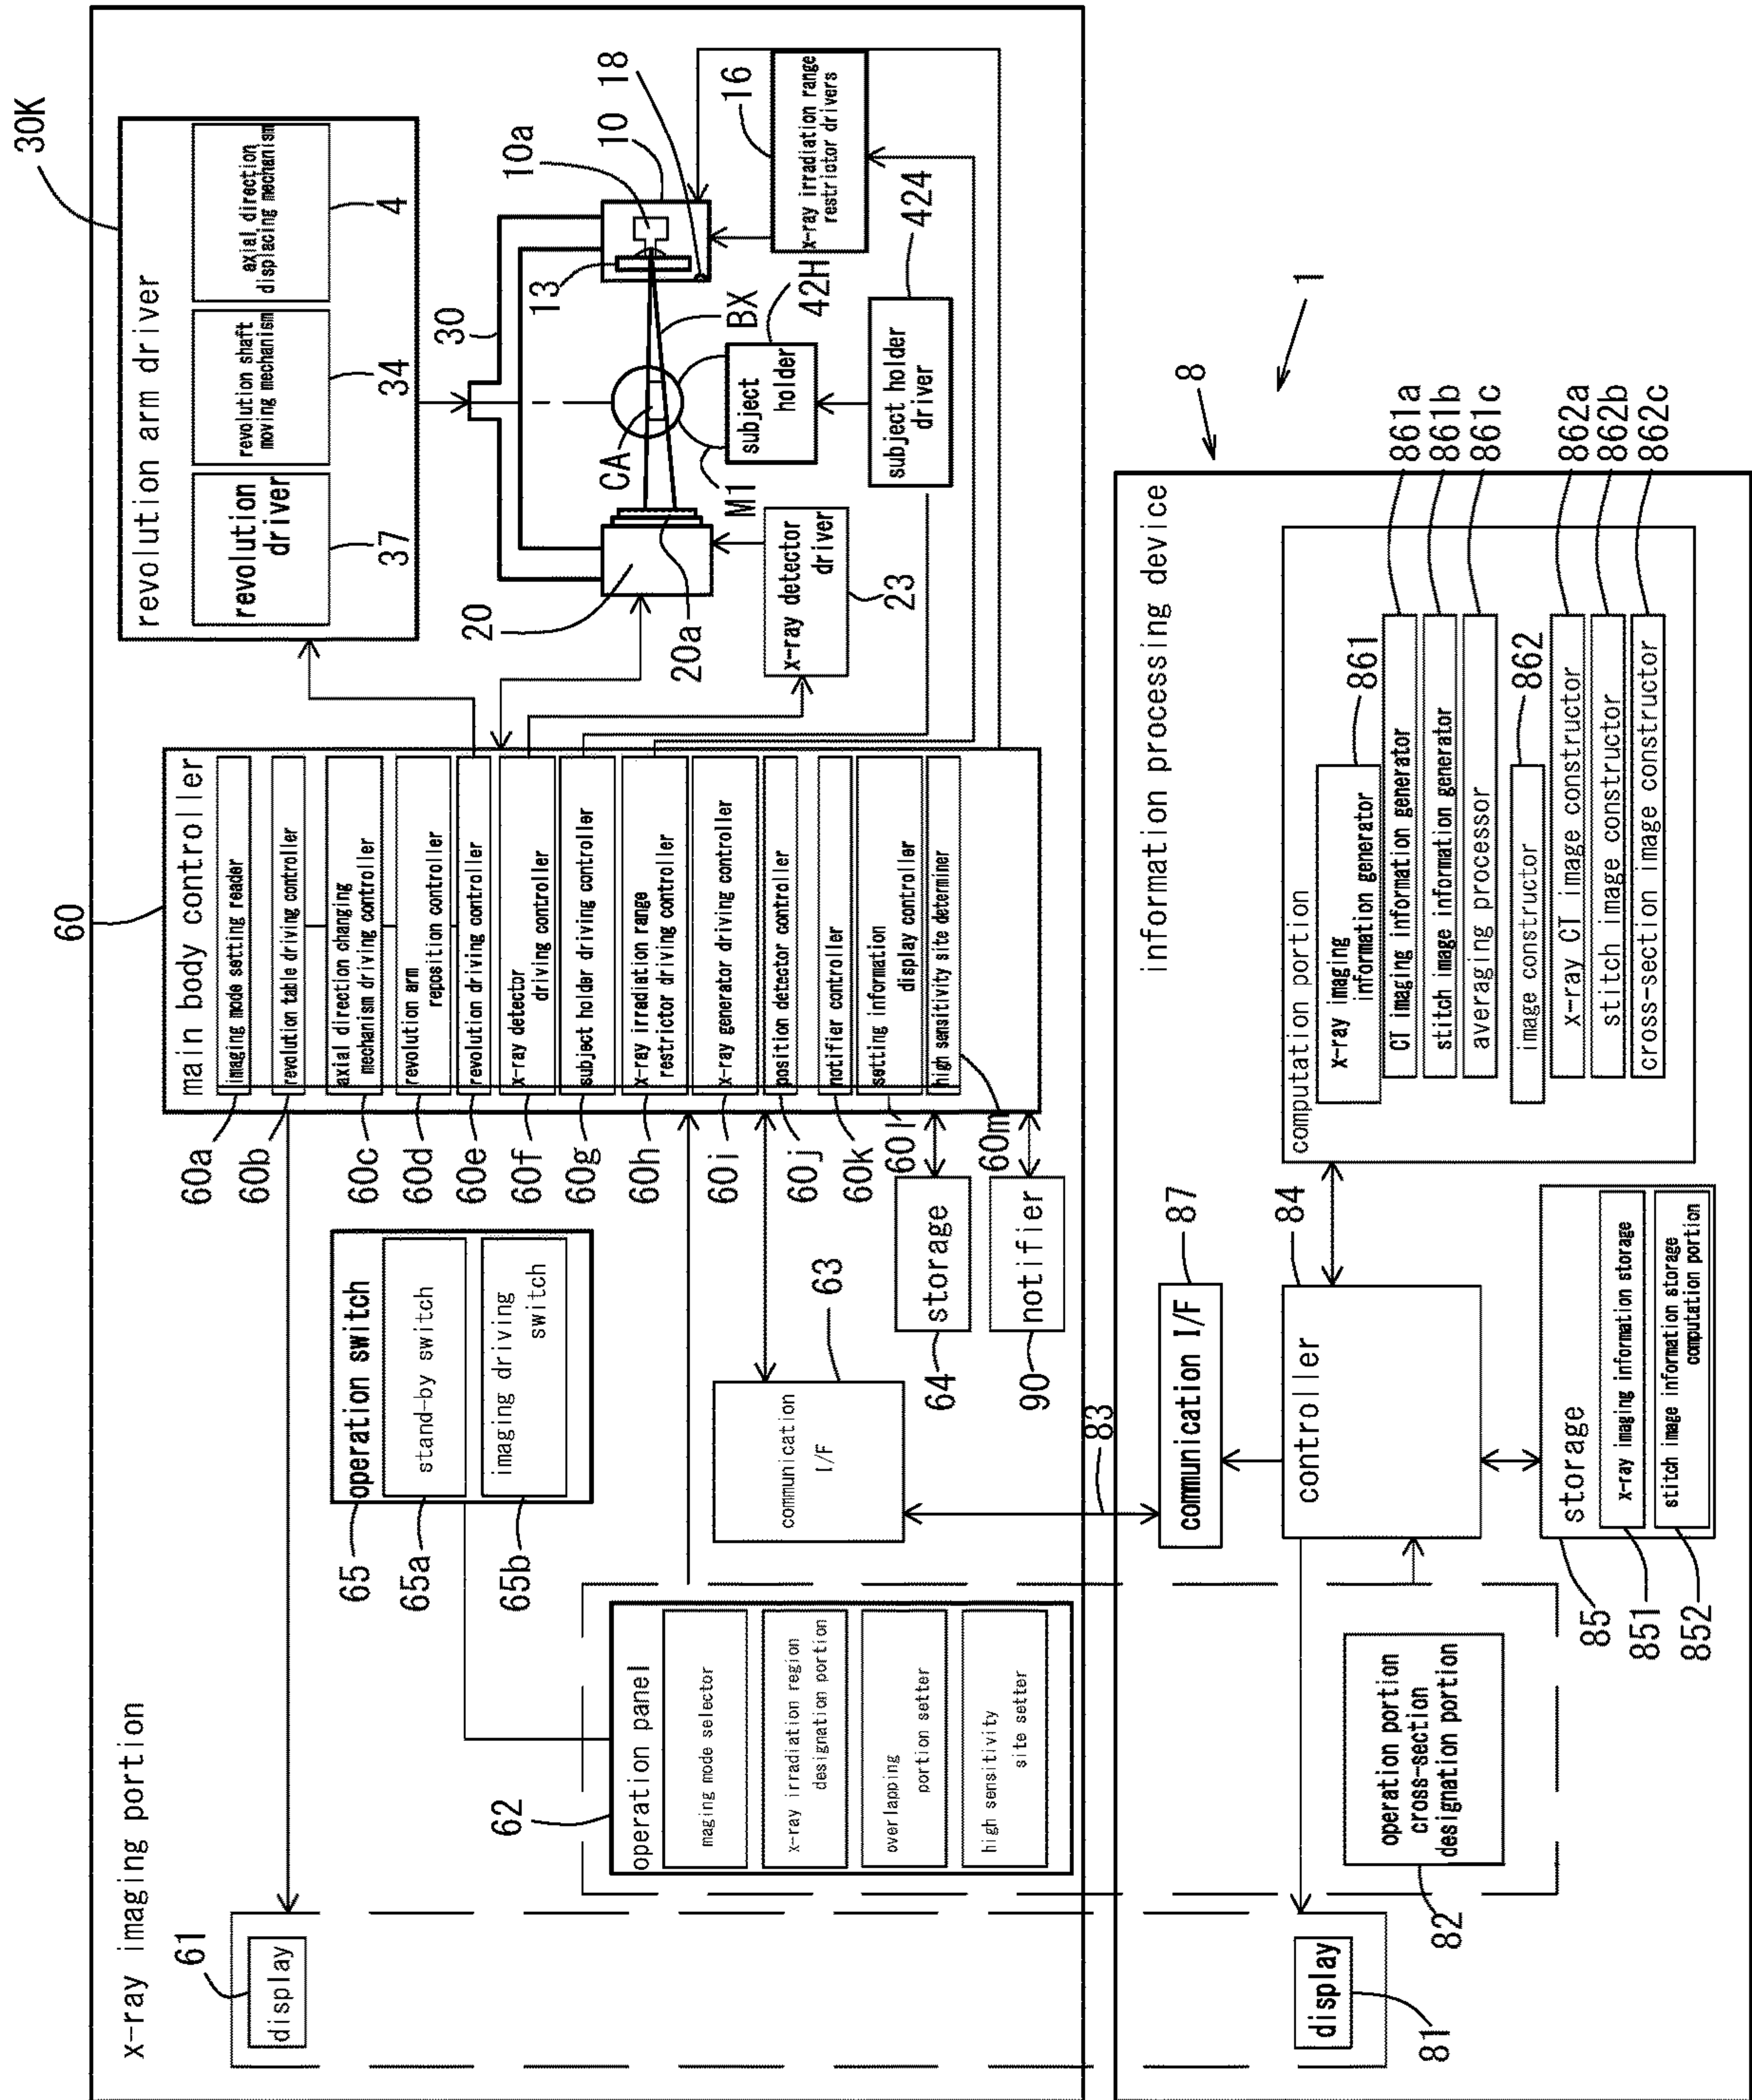 x-ray imaging portion
61
display
62
operation panel
maging mode selector
x-ray irradiation region
designation portion
overlapping
portion setter
high sensitivity
site setter
65
65a
65b
operation switch
stand-by switch
imaging driving
switch
63
communication
I/F
64
storage
90
notifier
83
60
main body controller
60a
imaging mode setting reader
60b
revolution table driving controller
60c
axial direction changing
mechanism driving controller
60d
revolution arm
reposition controller
60e
revolution driving controller
60f
x-ray detector
driving controller
60g
subject holder driving controller
60h
x-ray irradiation range
restrictor driving controller
60i
x-ray generator driving controller
60j
position detector controller
60k
notifier controller
60l
setting information
display controller
60m
high sensitivity site determiner
30K
revolution arm driver
revolution
driver
37
revolution shaft
moving mechanism
34
axial direction
displacing mechanism
4
20
20a
30
CA
M1
13
BX
10a
10
18
16
x-ray irradiation range
restrictor drivers
subject
holder
42H
subject holder
driver
424
x-ray detector
driver
23
1
8
information processing device
display
81
operation portion
cross-section
designation portion
82
communication I/F
87
controller
84
storage
85
x-ray imaging information storage
851
stitch image information storage
computation portion
852
computation portion
x-ray imaging
information generator
861
CT imaging information generator
861a
stitch image information generator
861b
averaging processor
861c
image constructor
862
x-ray CT image constructor
862a
stitch image constructor
862b
cross-section image constructor
862c